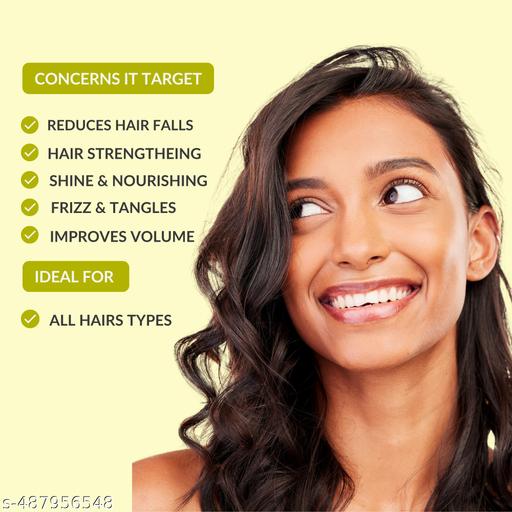 CONCERNS IT TARGET
REDUCES HAIR FALLS
HAIR STRENGTHEING
SHINE & NOURISHING
FRIZZ & TANGLES
IMPROVES VOLUME
IDEAL FOR
ALL HAIRS TYPES
s-487956548